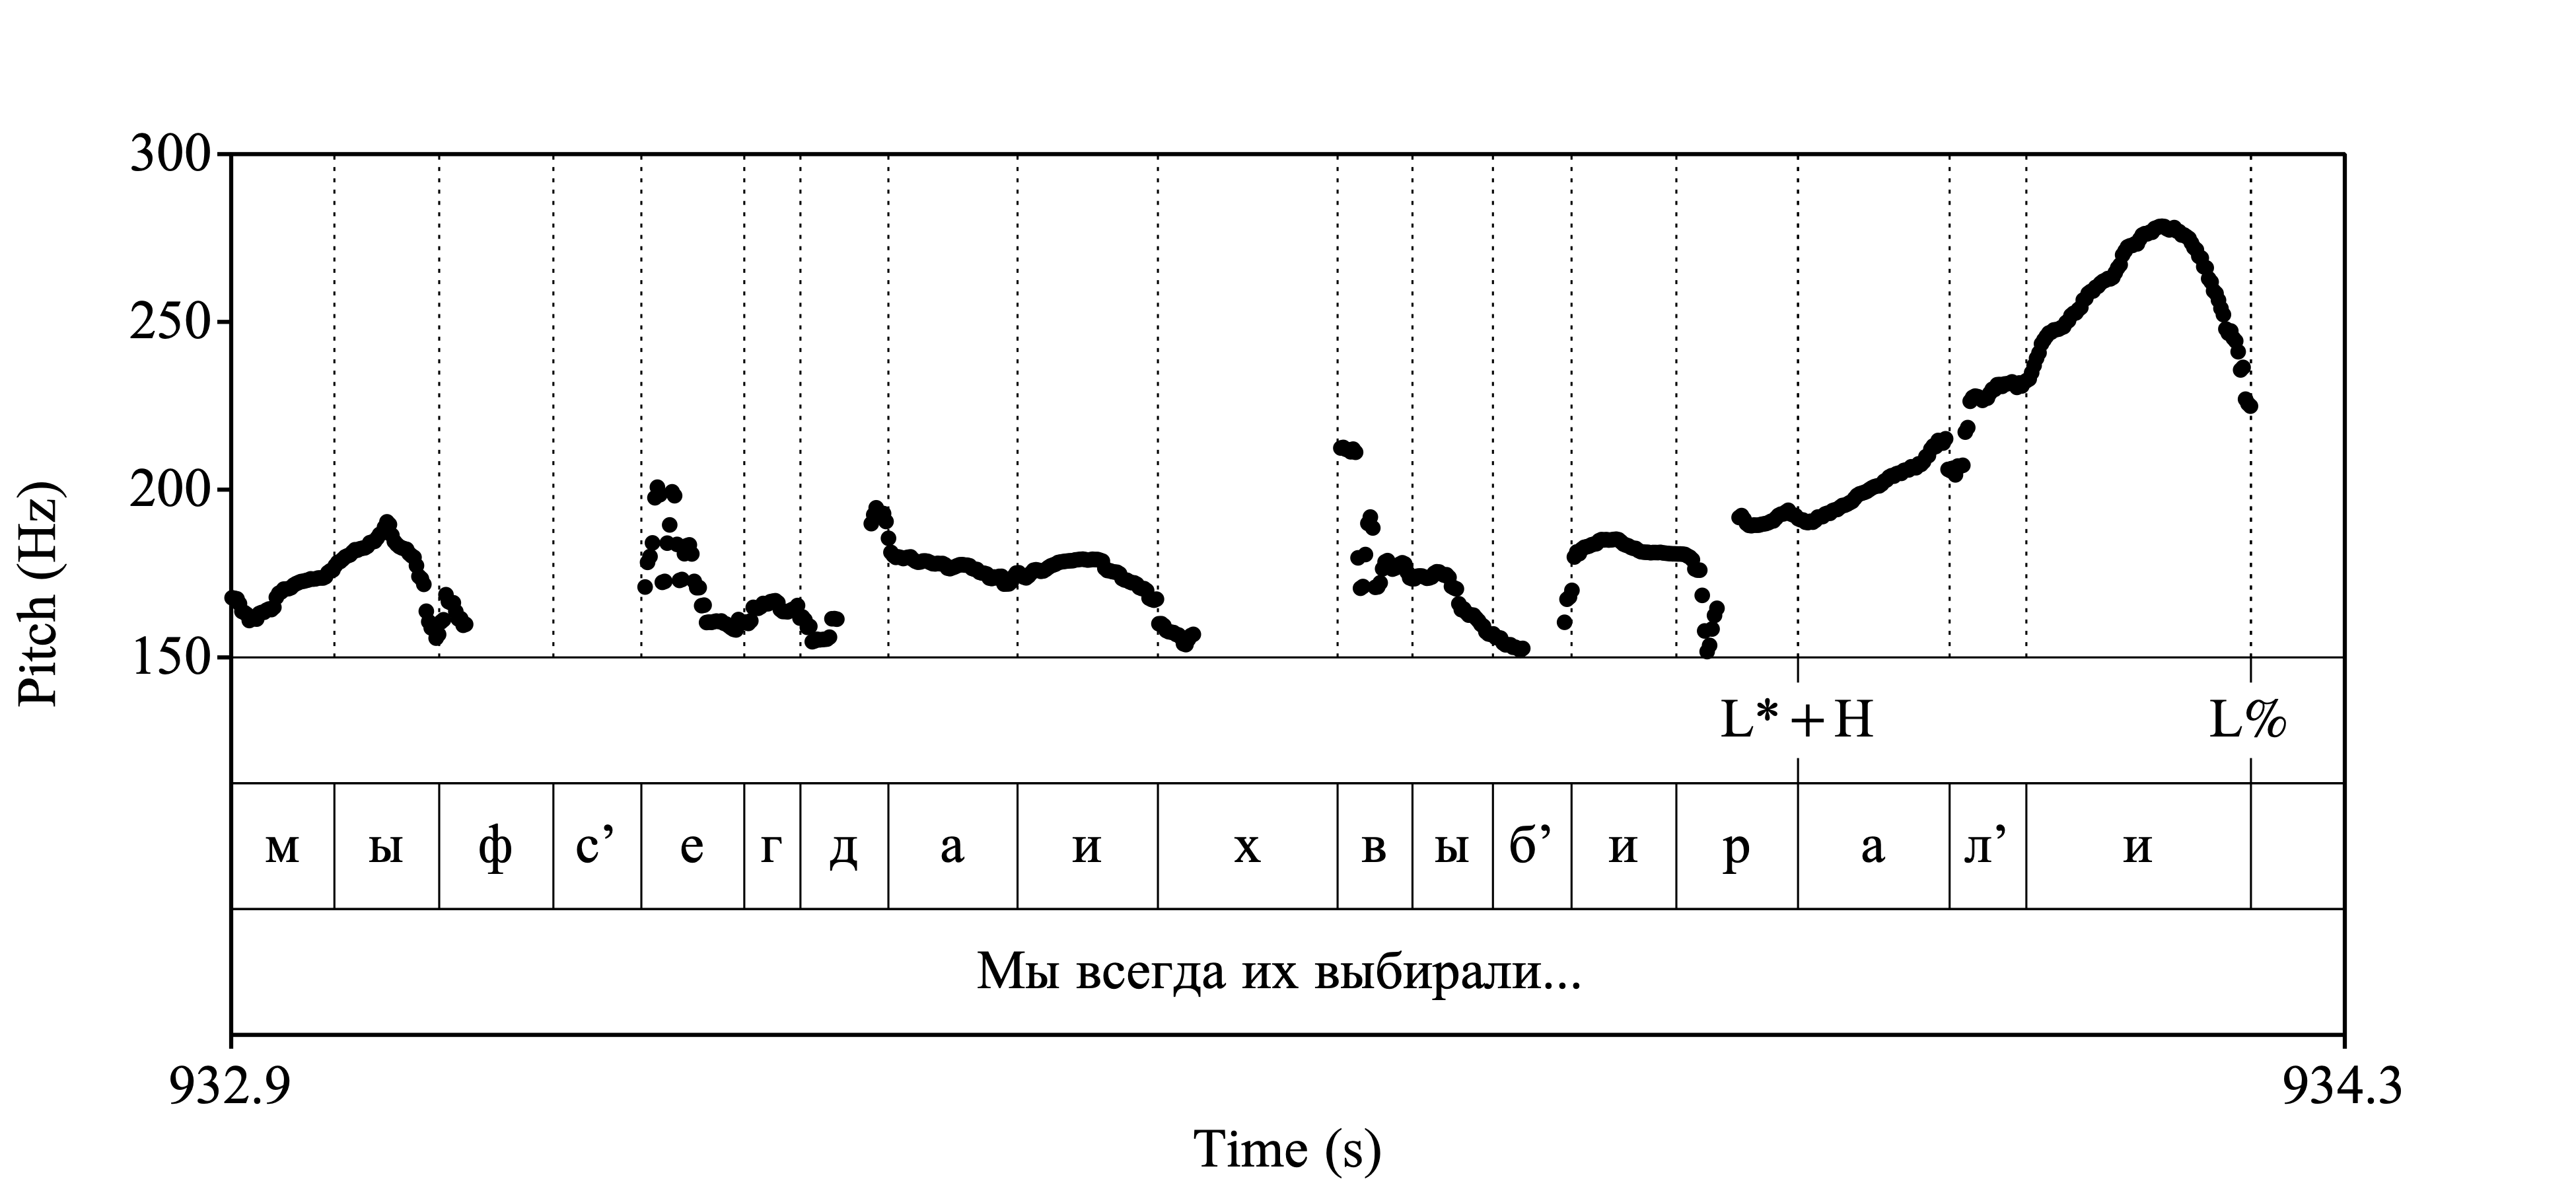 300
250
200
150
Pitch (Hz)
L*+H L%
м ы ф с’ е г д а и х в ы б’ и р а л’ и
Мы всегда их выбирали...
932.9 934.3
Time (s)